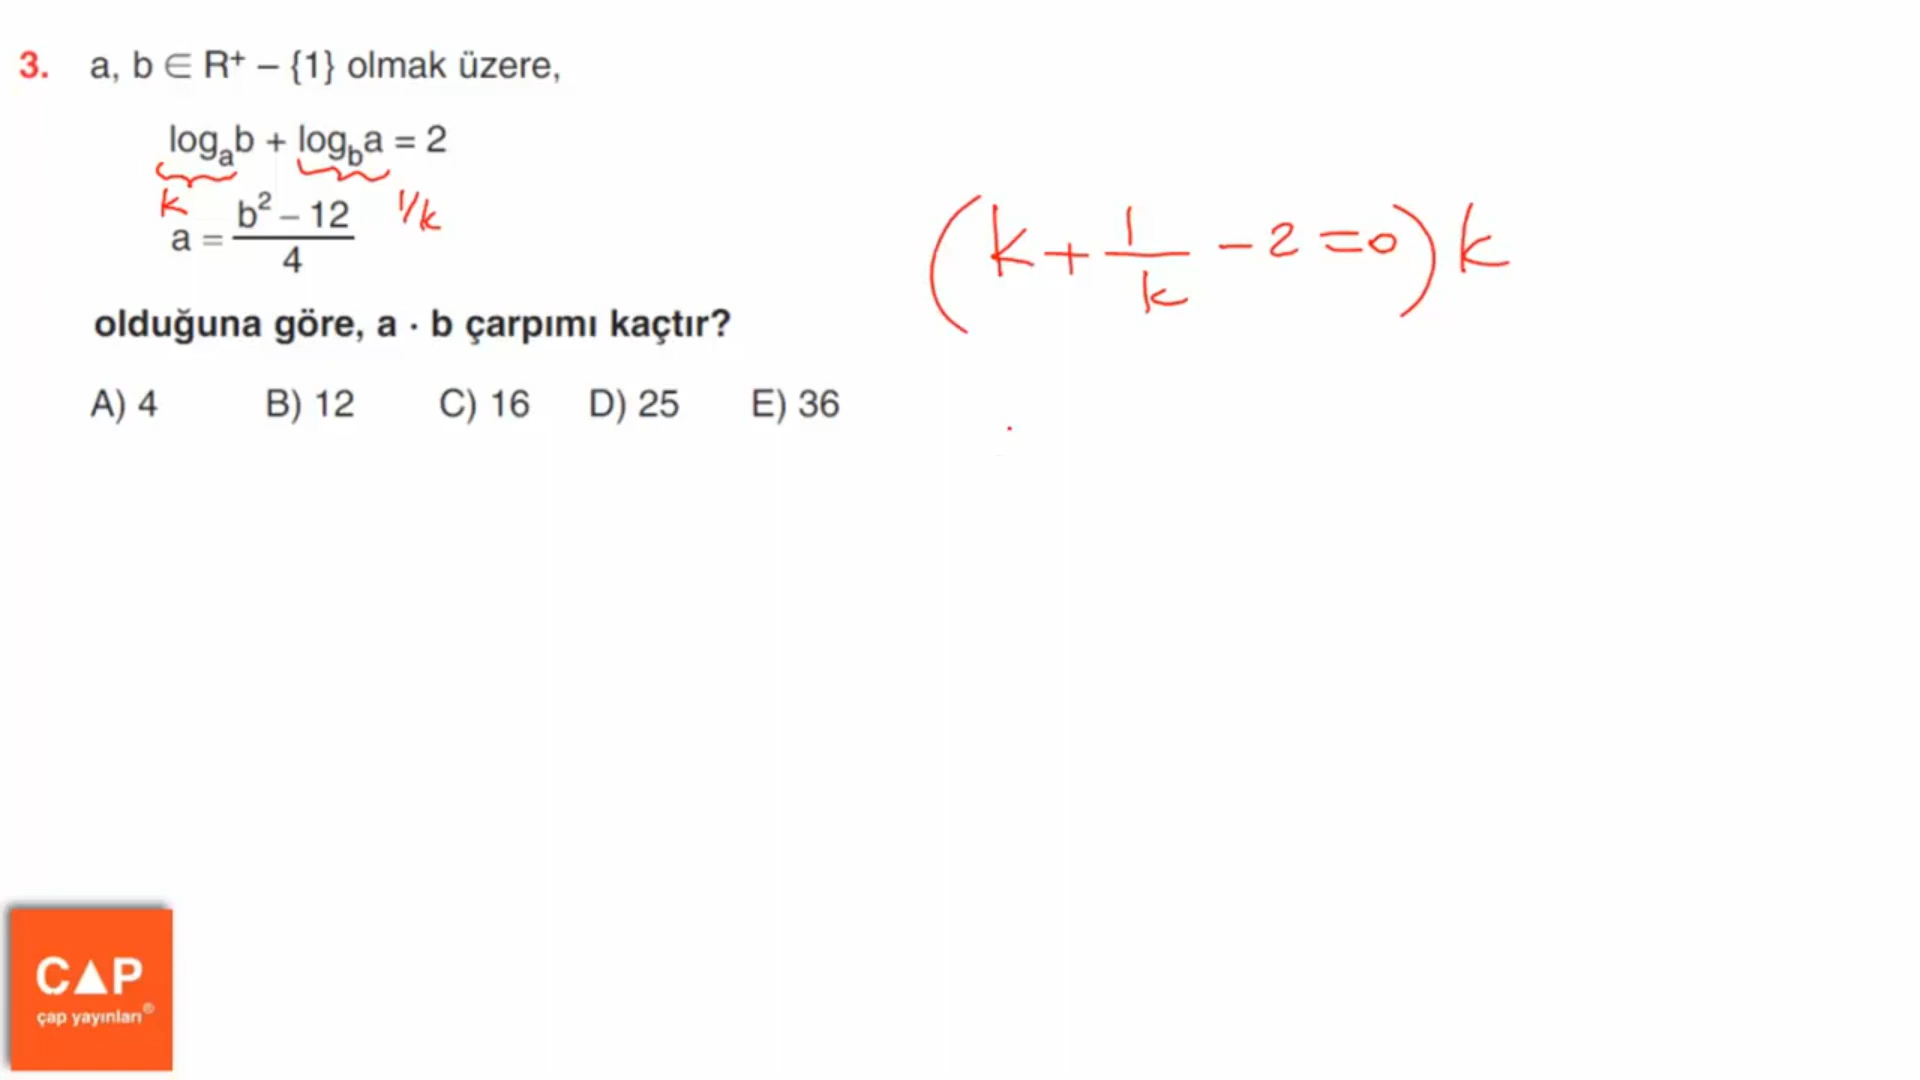 3. a, b ∈ R⁺ – {1} olmak üzere,
logₐb + log_b a = 2
k 1/k
a = (b² – 12)/4
(k + 1/k - 2 = 0) k
olduğuna göre, a · b çarpımı kaçtır?
A) 4 B) 12 C) 16 D) 25 E) 36
CAP
çap yayınları®